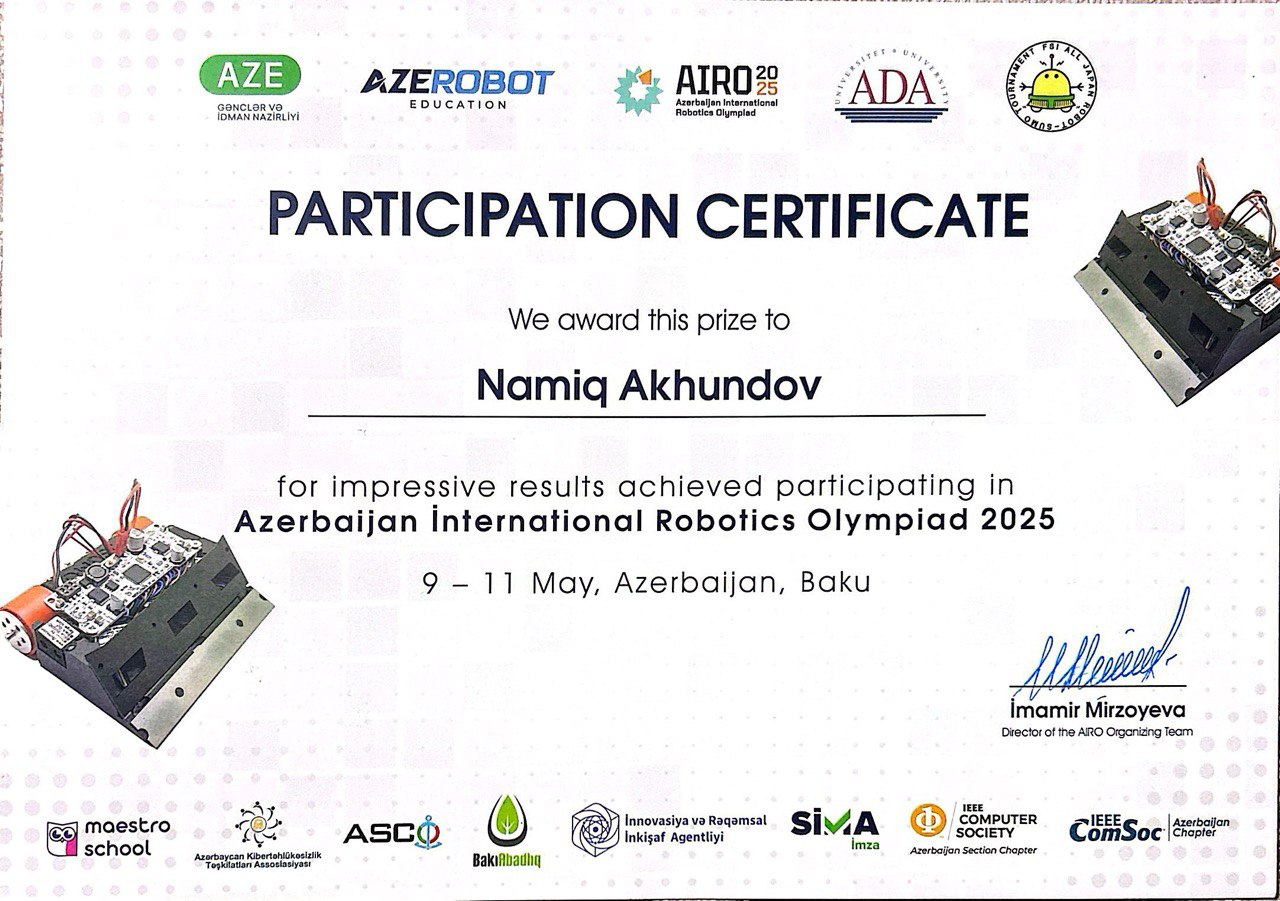 AZE
GƏNCLƏR VƏ
İDMAN NAZİRLİYİ
AZEROBOT
EDUCATION
AIRO 2025
Azerbaijan International
Robotics Olympiad
UNIVERSITET UNIVERSITY UNIVERSITE
ADA
FSI ALL JAPAN ROBOT-SUMO TOURNAMENT
PARTICIPATION CERTIFICATE
We award this prize to
Namiq Akhundov
for impressive results achieved participating in
Azerbaijan İnternational Robotics Olympiad 2025
9 – 11 May, Azerbaijan, Baku
İmamir Mirzoyeva
Director of the AIRO Organizing Team
maestro
school
Azərbaycan Kibertəhlükəsizlik
Təşkilatları Assosiasiyası
ASCO
BakıAbadlıq
İnnovasiya və Rəqəmsal
İnkişaf Agentliyi
SİMA
İmza
IEEE
COMPUTER
SOCIETY
Azerbaijan Section Chapter
IEEE
ComSoc
Azerbaijan
Chapter